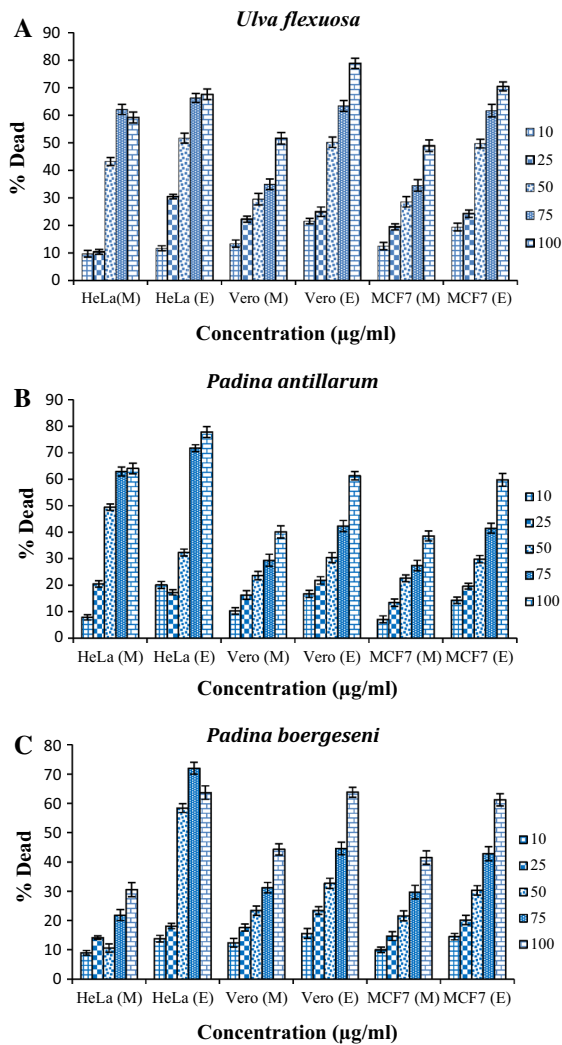 A
Ulva flexuosa
90
80
70
60
50
40
30
20
10
0
% Dead
HeLa(M) HeLa (E) Vero (M) Vero (E) MCF7 (M) MCF7 (E)
Concentration (µg/ml)
10
25
50
75
100
B
Padina antillarum
90
80
70
60
50
40
30
20
10
0
% Dead
HeLa (M) HeLa (E) Vero (M) Vero (E) MCF7 (M) MCF7 (E)
Concentration (µg/ml)
10
25
50
75
100
C
Padina boergeseni
80
70
60
50
40
30
20
10
0
% Dead
HeLa (M) HeLa (E) Vero (M) Vero (E) MCF7 (M) MCF7 (E)
Concentration (µg/ml)
10
25
50
75
100